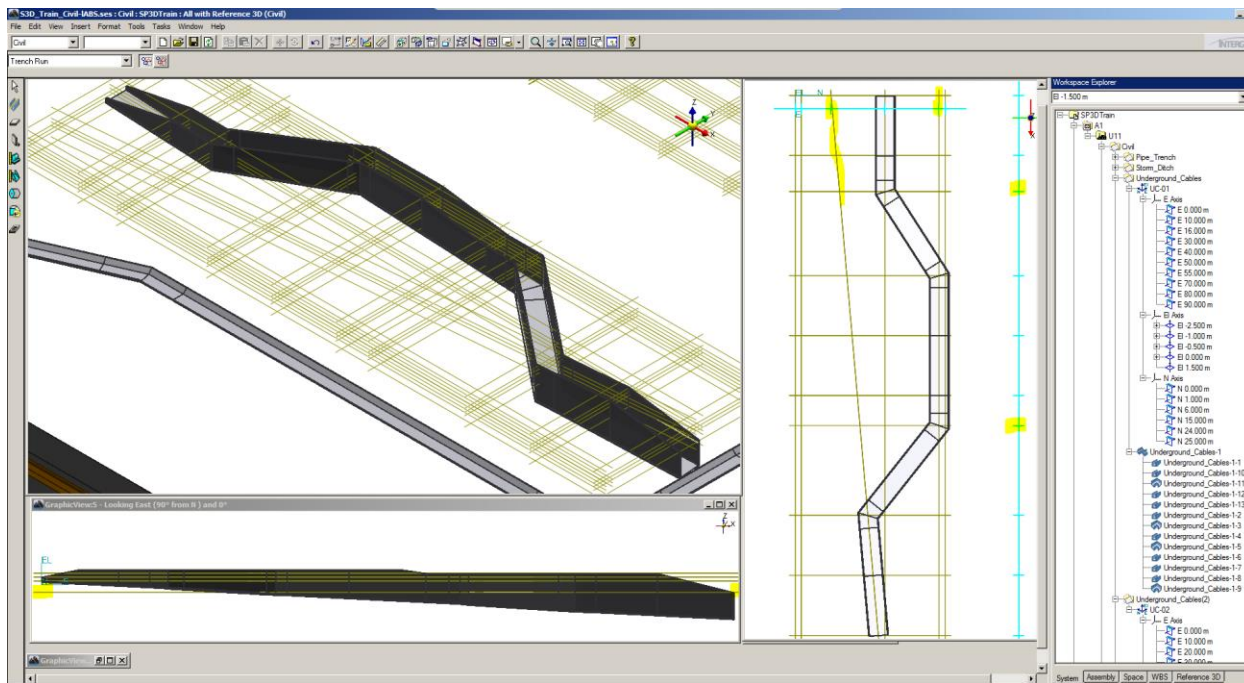 S3D_Train_Civil-IABS.ses : Civil : SP3DTrain : All with Reference 3D (Civil)
File Edit View Insert Format Tools Tasks Window Help
Civil
INTERG
Trench Run
Z
Y
X
N
E
X
Workspace Explorer
El -1.500 m
SP3DTrain
A1
U11
Civil
Pipe_Trench
Storm_Ditch
Underground_Cables
UC-01
E Axis
E 0.000 m
E 10.000 m
E 16.000 m
E 30.000 m
E 40.000 m
E 50.000 m
E 55.000 m
E 70.000 m
E 80.000 m
E 90.000 m
El Axis
El -2.500 m
El -1.000 m
El -0.500 m
El 0.000 m
El 1.500 m
N Axis
N 0.000 m
N 1.000 m
N 6.000 m
N 15.000 m
N 24.000 m
N 25.000 m
Underground_Cables-1
Underground_Cables-1-1
Underground_Cables-1-10
Underground_Cables-1-11
Underground_Cables-1-12
Underground_Cables-1-13
Underground_Cables-1-2
Underground_Cables-1-3
Underground_Cables-1-4
Underground_Cables-1-5
Underground_Cables-1-6
Underground_Cables-1-7
Underground_Cables-1-8
Underground_Cables-1-9
Underground_Cables(2)
UC-02
E Axis
E 0.000 m
E 10.000 m
E 20.000 m
E 30.000 m
GraphicView:5 - Looking East (90° from N ) and 0°
Z
X
EL
GraphicView...
System Assembly Space WBS Reference 3D